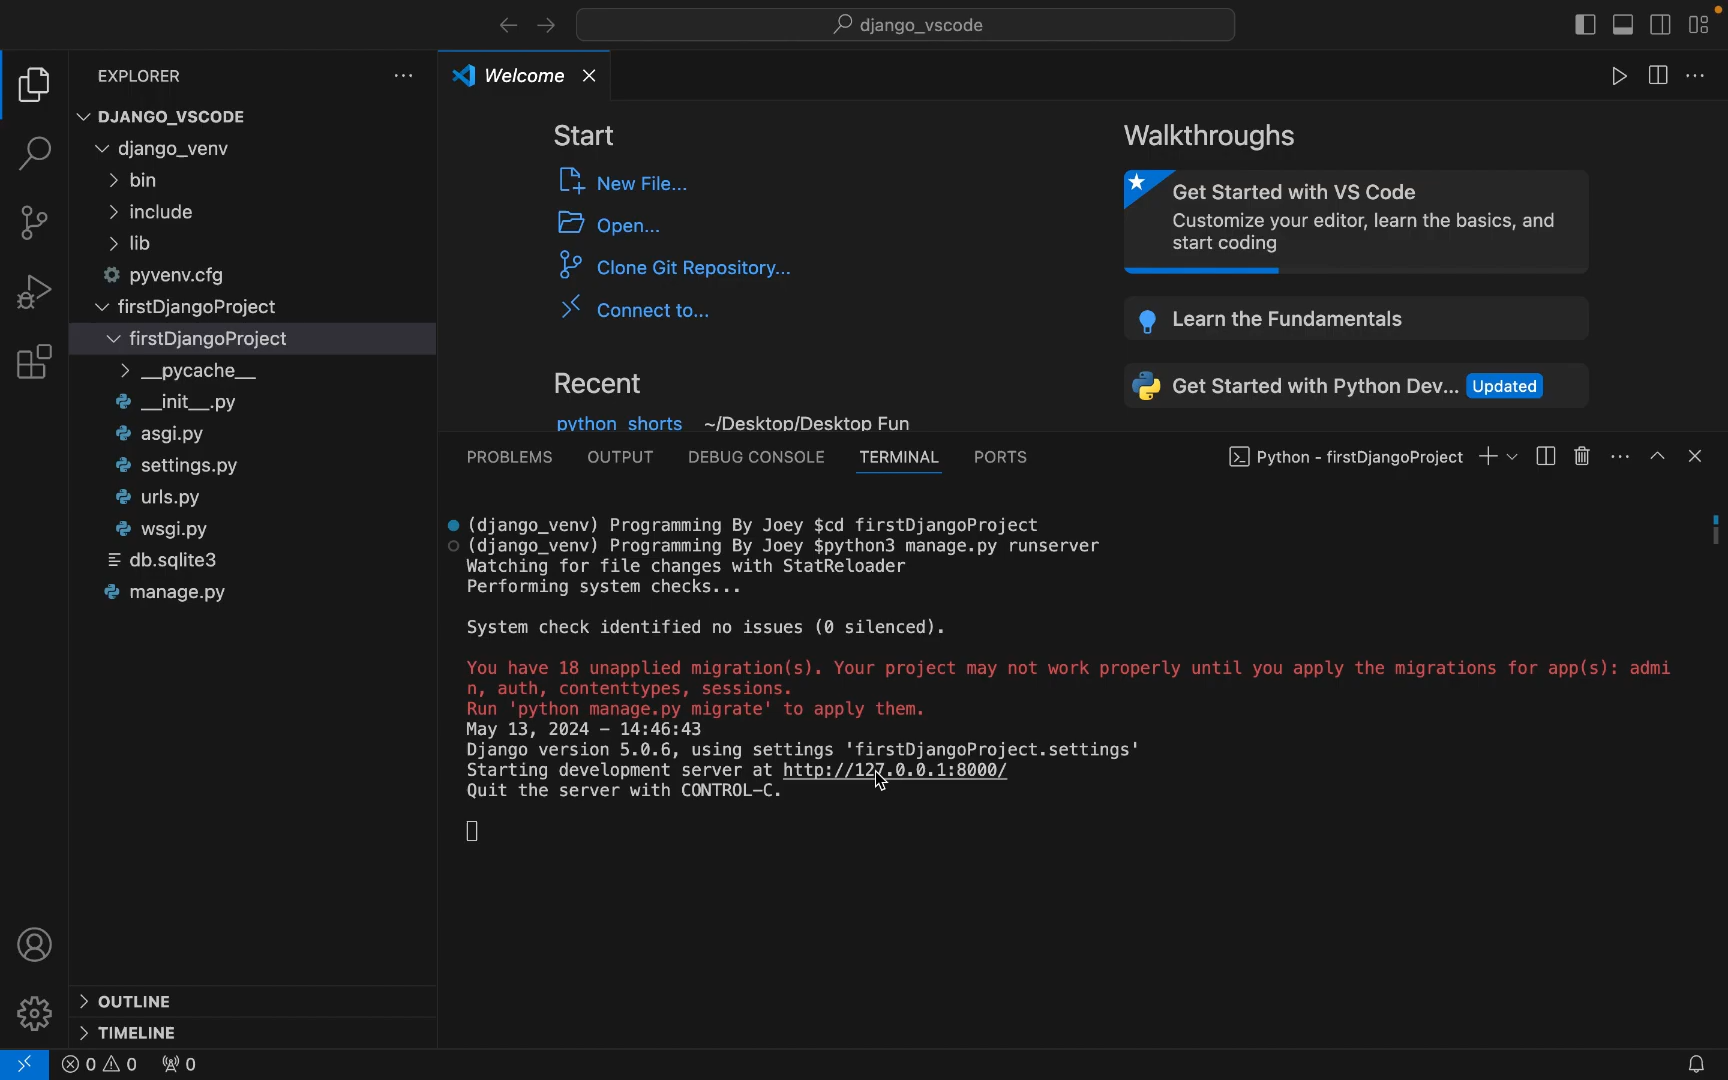 django_vscode
EXPLORER
DJANGO_VSCODE
django_venv
bin
include
lib
pyvenv.cfg
firstDjangoProject
firstDjangoProject
__pycache__
__init__.py
asgi.py
settings.py
urls.py
wsgi.py
db.sqlite3
manage.py
OUTLINE
TIMELINE
Welcome
Start
New File...
Open...
Clone Git Repository...
Connect to...
Recent
python_shorts ~/Desktop/Desktop Fun
Walkthroughs
Get Started with VS Code
Customize your editor, learn the basics, and
start coding
Learn the Fundamentals
Get Started with Python Dev... Updated
PROBLEMS OUTPUT DEBUG CONSOLE TERMINAL PORTS
Python - firstDjangoProject
(django_venv) Programming By Joey $cd firstDjangoProject
(django_venv) Programming By Joey $python3 manage.py runserver
Watching for file changes with StatReloader
Performing system checks...
System check identified no issues (0 silenced).
You have 18 unapplied migration(s). Your project may not work properly until you apply the migrations for app(s): admi
n, auth, contenttypes, sessions.
Run 'python manage.py migrate' to apply them.
May 13, 2024 - 14:46:43
Django version 5.0.6, using settings 'firstDjangoProject.settings'
Starting development server at http://127.0.0.1:8000/
Quit the server with CONTROL-C.
0 0 0